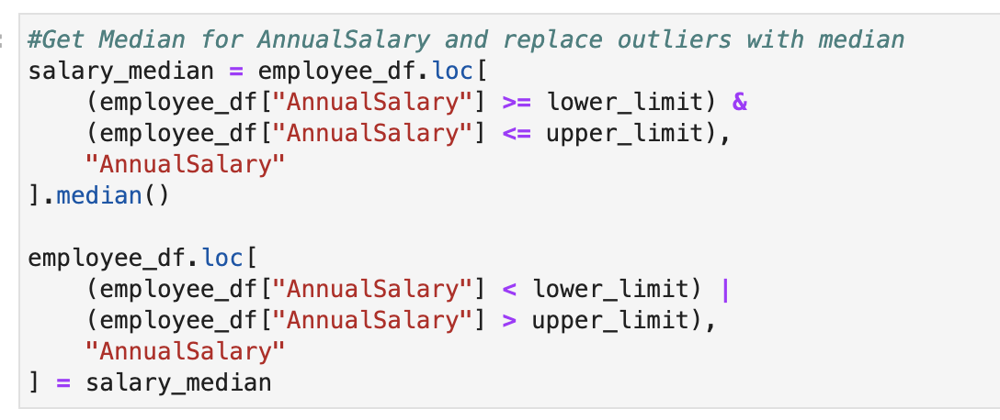 #Get Median for AnnualSalary and replace outliers with median
salary_median = employee_df.loc[
    (employee_df["AnnualSalary"] >= lower_limit) &
    (employee_df["AnnualSalary"] <= upper_limit),
    "AnnualSalary"
].median()

employee_df.loc[
    (employee_df["AnnualSalary"] < lower_limit) |
    (employee_df["AnnualSalary"] > upper_limit),
    "AnnualSalary"
] = salary_median